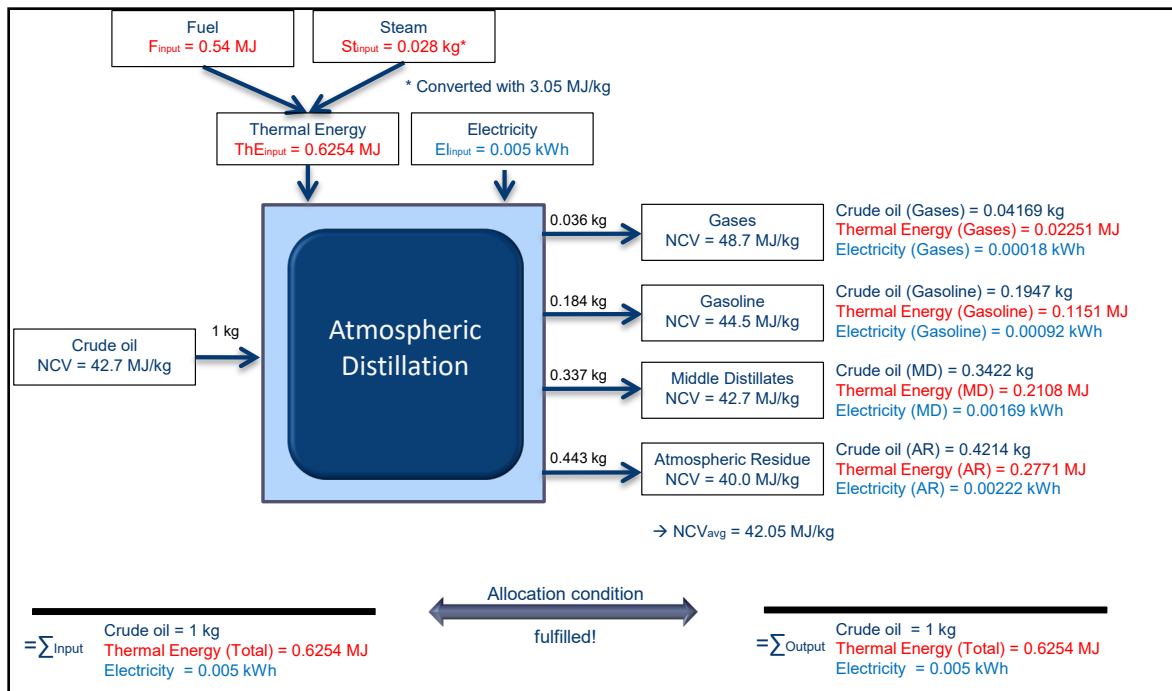 Fuel
Finput = 0.54 MJ
Steam
Stinput = 0.028 kg*
* Converted with 3.05 MJ/kg
Thermal Energy
ThEinput = 0.6254 MJ
Electricity
Elinput = 0.005 kWh
Crude oil
NCV = 42.7 MJ/kg
1 kg
Atmospheric
Distillation
0.036 kg
Gases
NCV = 48.7 MJ/kg
Crude oil (Gases) = 0.04169 kg
Thermal Energy (Gases) = 0.02251 MJ
Electricity (Gases) = 0.00018 kWh
0.184 kg
Gasoline
NCV = 44.5 MJ/kg
Crude oil (Gasoline) = 0.1947 kg
Thermal Energy (Gasoline) = 0.1151 MJ
Electricity (Gasoline) = 0.00092 kWh
0.337 kg
Middle Distillates
NCV = 42.7 MJ/kg
Crude oil (MD) = 0.3422 kg
Thermal Energy (MD) = 0.2108 MJ
Electricity (MD) = 0.00169 kWh
0.443 kg
Atmospheric Residue
NCV = 40.0 MJ/kg
Crude oil (AR) = 0.4214 kg
Thermal Energy (AR) = 0.2771 MJ
Electricity (AR) = 0.00222 kWh
→ NCVavg = 42.05 MJ/kg
Allocation condition
fulfilled!
=∑Input
Crude oil = 1 kg
Thermal Energy (Total) = 0.6254 MJ
Electricity = 0.005 kWh
=∑Output
Crude oil = 1 kg
Thermal Energy (Total) = 0.6254 MJ
Electricity = 0.005 kWh